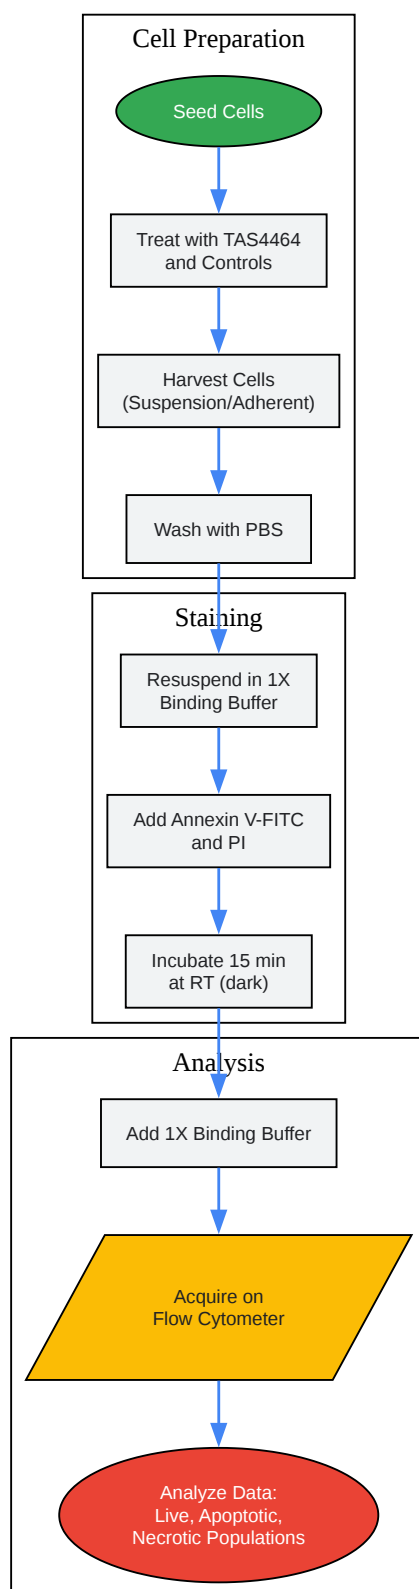 Cell Preparation
Seed Cells
Treat with TAS4464
and Controls
Harvest Cells
(Suspension/Adherent)
Wash with PBS
Staining
Resuspend in 1X
Binding Buffer
Add Annexin V-FITC
and PI
Incubate 15 min
at RT (dark)
Analysis
Add 1X Binding Buffer
Acquire on
Flow Cytometer
Analyze Data:
Live, Apoptotic,
Necrotic Populations